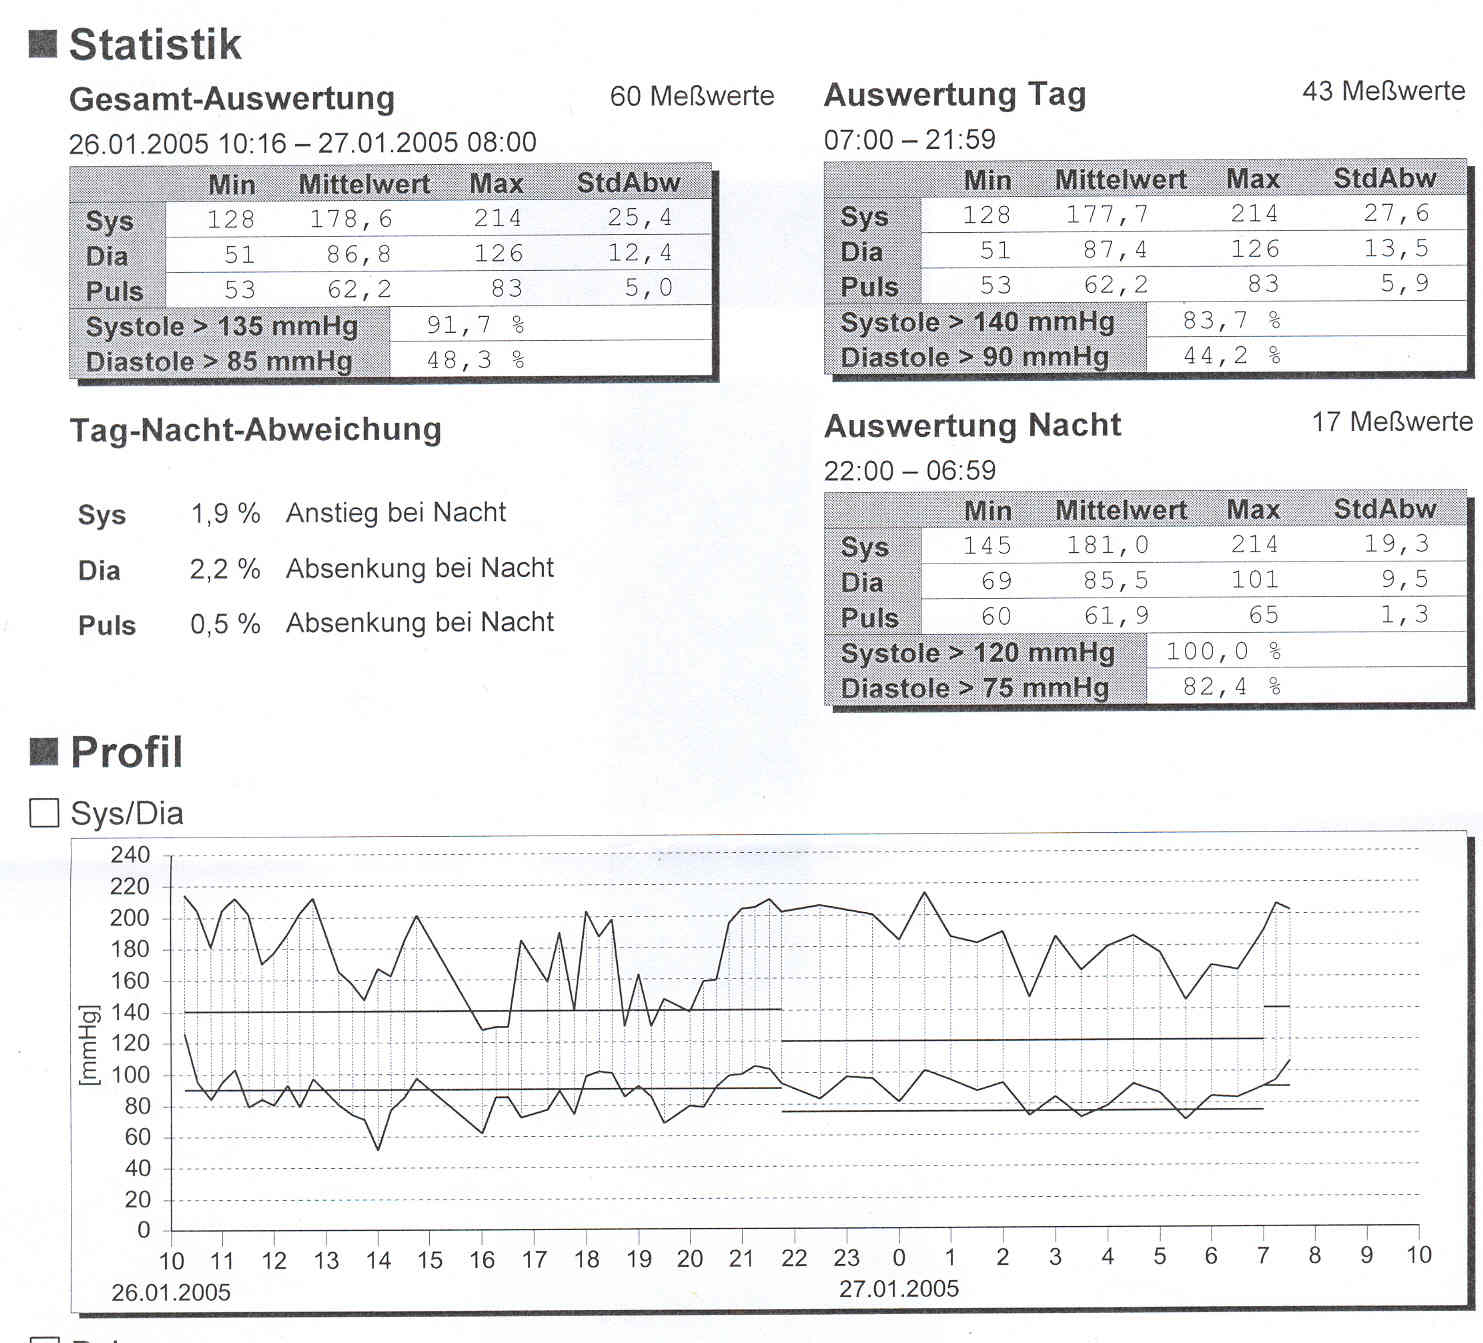 Statistik
Gesamt-Auswertung 60 Meßwerte
26.01.2005 10:16 – 27.01.2005 08:00
Min Mittelwert Max StdAbw
Sys 128 178,6 214 25,4
Dia 51 86,8 126 12,4
Puls 53 62,2 83 5,0
Systole > 135 mmHg 91,7 %
Diastole > 85 mmHg 48,3 %
Auswertung Tag 43 Meßwerte
07:00 – 21:59
Min Mittelwert Max StdAbw
Sys 128 177,7 214 27,6
Dia 51 87,4 126 13,5
Puls 53 62,2 83 5,9
Systole > 140 mmHg 83,7 %
Diastole > 90 mmHg 44,2 %
Tag-Nacht-Abweichung
Sys 1,9 % Anstieg bei Nacht
Dia 2,2 % Absenkung bei Nacht
Puls 0,5 % Absenkung bei Nacht
Auswertung Nacht 17 Meßwerte
22:00 – 06:59
Min Mittelwert Max StdAbw
Sys 145 181,0 214 19,3
Dia 69 85,5 101 9,5
Puls 60 61,9 65 1,3
Systole > 120 mmHg 100,0 %
Diastole > 75 mmHg 82,4 %
Profil
Sys/Dia
240
220
200
180
160
140
120
100
80
60
40
20
0
[mmHg]
10 11 12 13 14 15 16 17 18 19 20 21 22 23 0 1 2 3 4 5 6 7 8 9 10
26.01.2005 27.01.2005